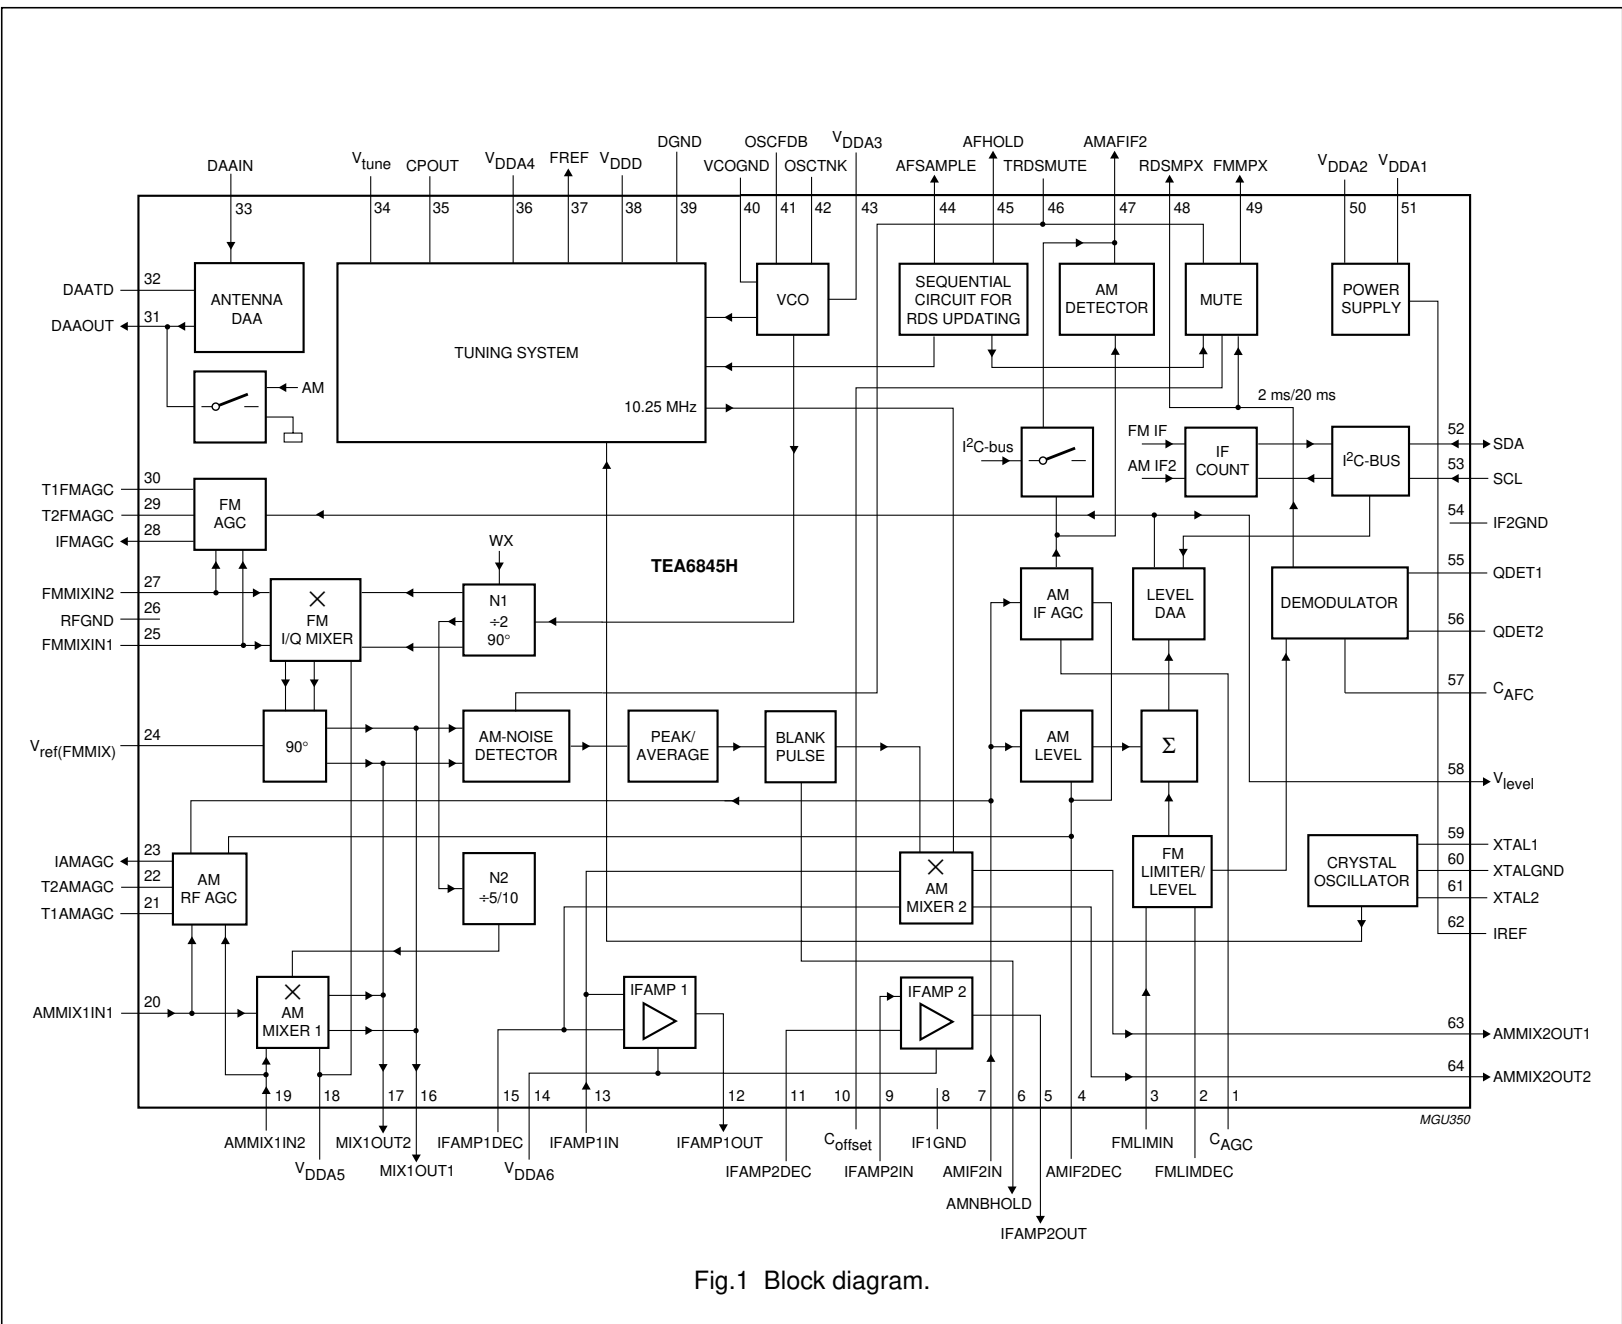 DGND
OSCFDB
VDDA3
AFHOLD
AMAFIF2
DAAIN
Vtune
CPOUT
VDDA4
FREF
VDDD
VCOGND
OSCTNK
AFSAMPLE
TRDSMUTE
RDSMPX
FMMPX
VDDA2
VDDA1
33
34
35
36
37
38
39
40
41
42
43
44
45
46
47
48
49
50
51
DAATD
32
DAAOUT
31
ANTENNA
DAA
TUNING SYSTEM
10.25 MHz
VCO
SEQUENTIAL
CIRCUIT FOR
RDS UPDATING
AM
DETECTOR
MUTE
POWER
SUPPLY
AM
2 ms/20 ms
I2C-bus
FM IF
AM IF2
IF
COUNT
I2C-BUS
52
SDA
53
SCL
54
IF2GND
T1FMAGC
30
T2FMAGC
29
IFMAGC
28
FM
AGC
FMMIXIN2
27
RFGND
26
FMMIXIN1
25
FM
I/Q MIXER
WX
N1
÷2
90°
TEA6845H
AM
IF AGC
LEVEL
DAA
DEMODULATOR
55
QDET1
56
QDET2
57
CAFC
Vref(FMMIX)
24
90°
AM-NOISE
DETECTOR
PEAK/
AVERAGE
BLANK
PULSE
AM
LEVEL
Σ
58
Vlevel
IAMAGC
23
T2AMAGC
22
T1AMAGC
21
AM
RF AGC
N2
÷5/10
AM
MIXER 2
FM
LIMITER/
LEVEL
CRYSTAL
OSCILLATOR
59
XTAL1
60
XTALGND
61
XTAL2
62
IREF
AMMIX1IN1
20
AM
MIXER 1
IFAMP 1
IFAMP 2
63
AMMIX2OUT1
64
AMMIX2OUT2
19
18
17
16
15
14
13
12
11
10
9
8
7
6
5
4
3
2
1
MGU350
AMMIX1IN2
MIX1OUT2
IFAMP1DEC
IFAMP1IN
IFAMP1OUT
Coffset
IF1GND
FMLIMIN
CAGC
VDDA5
MIX1OUT1
VDDA6
IFAMP2DEC
IFAMP2IN
AMIF2IN
AMIF2DEC
FMLIMDEC
AMNBHOLD
IFAMP2OUT
Fig.1 Block diagram.